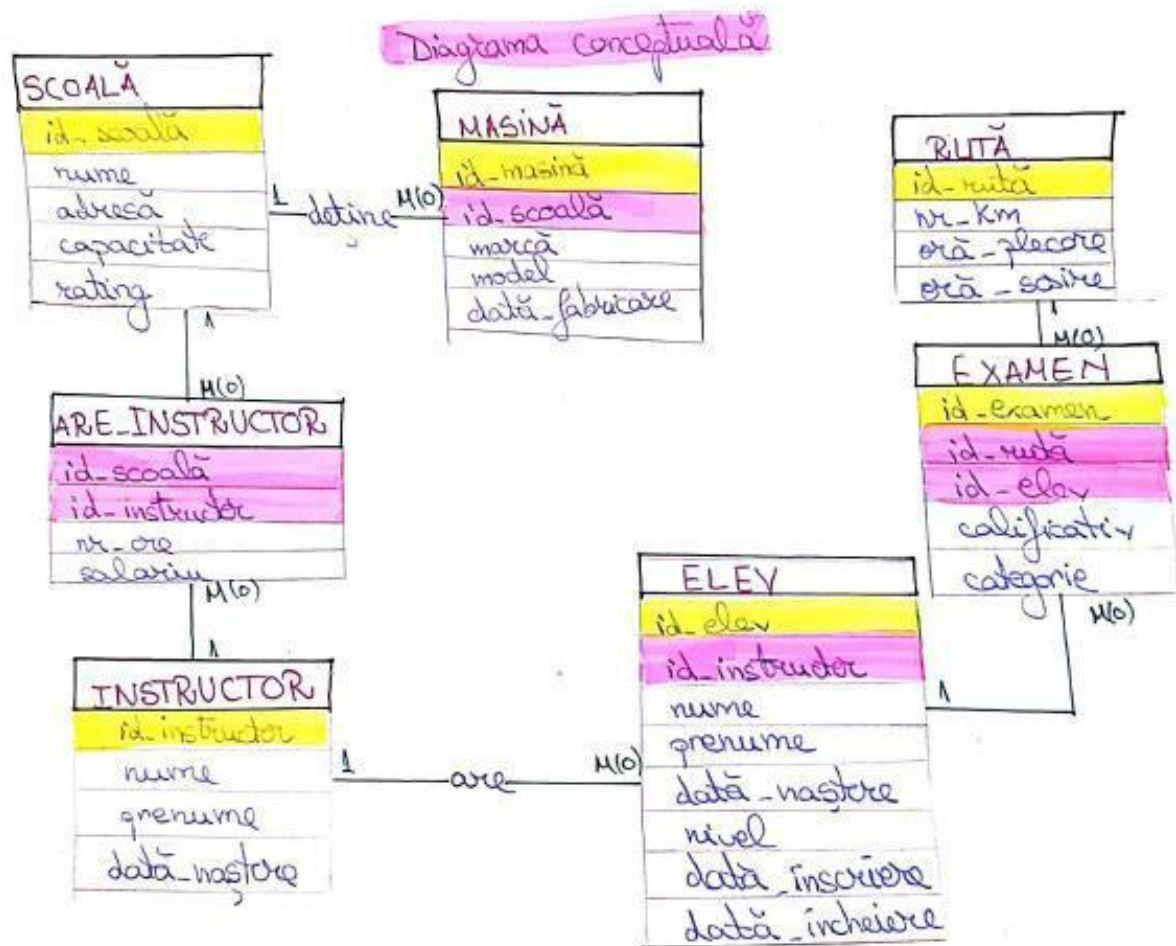 Diagrama conceptuală
SCOALĂ
id_scoală
nume
adresă
capacitate
rating
1
deține
M(0)
MASINĂ
id_masină
id_scoală
marcă
model
dată_fabricare
RUTĂ
id_rută
nr_km
oră_plecare
oră_sosire
1
M(0)
EXAMEN
id_examen
id_rută
id_elev
calificativ
categorie
M(0)
1
1
M(0)
ARE_INSTRUCTOR
id_scoală
id_instructor
nr_ore
salariu
M(0)
1
INSTRUCTOR
id_instructor
nume
prenume
dată_naștere
1
are
M(0)
ELEV
id_elev
id_instructor
nume
prenume
dată_naștere
nivel
dată_inscriere
dată_incheiere